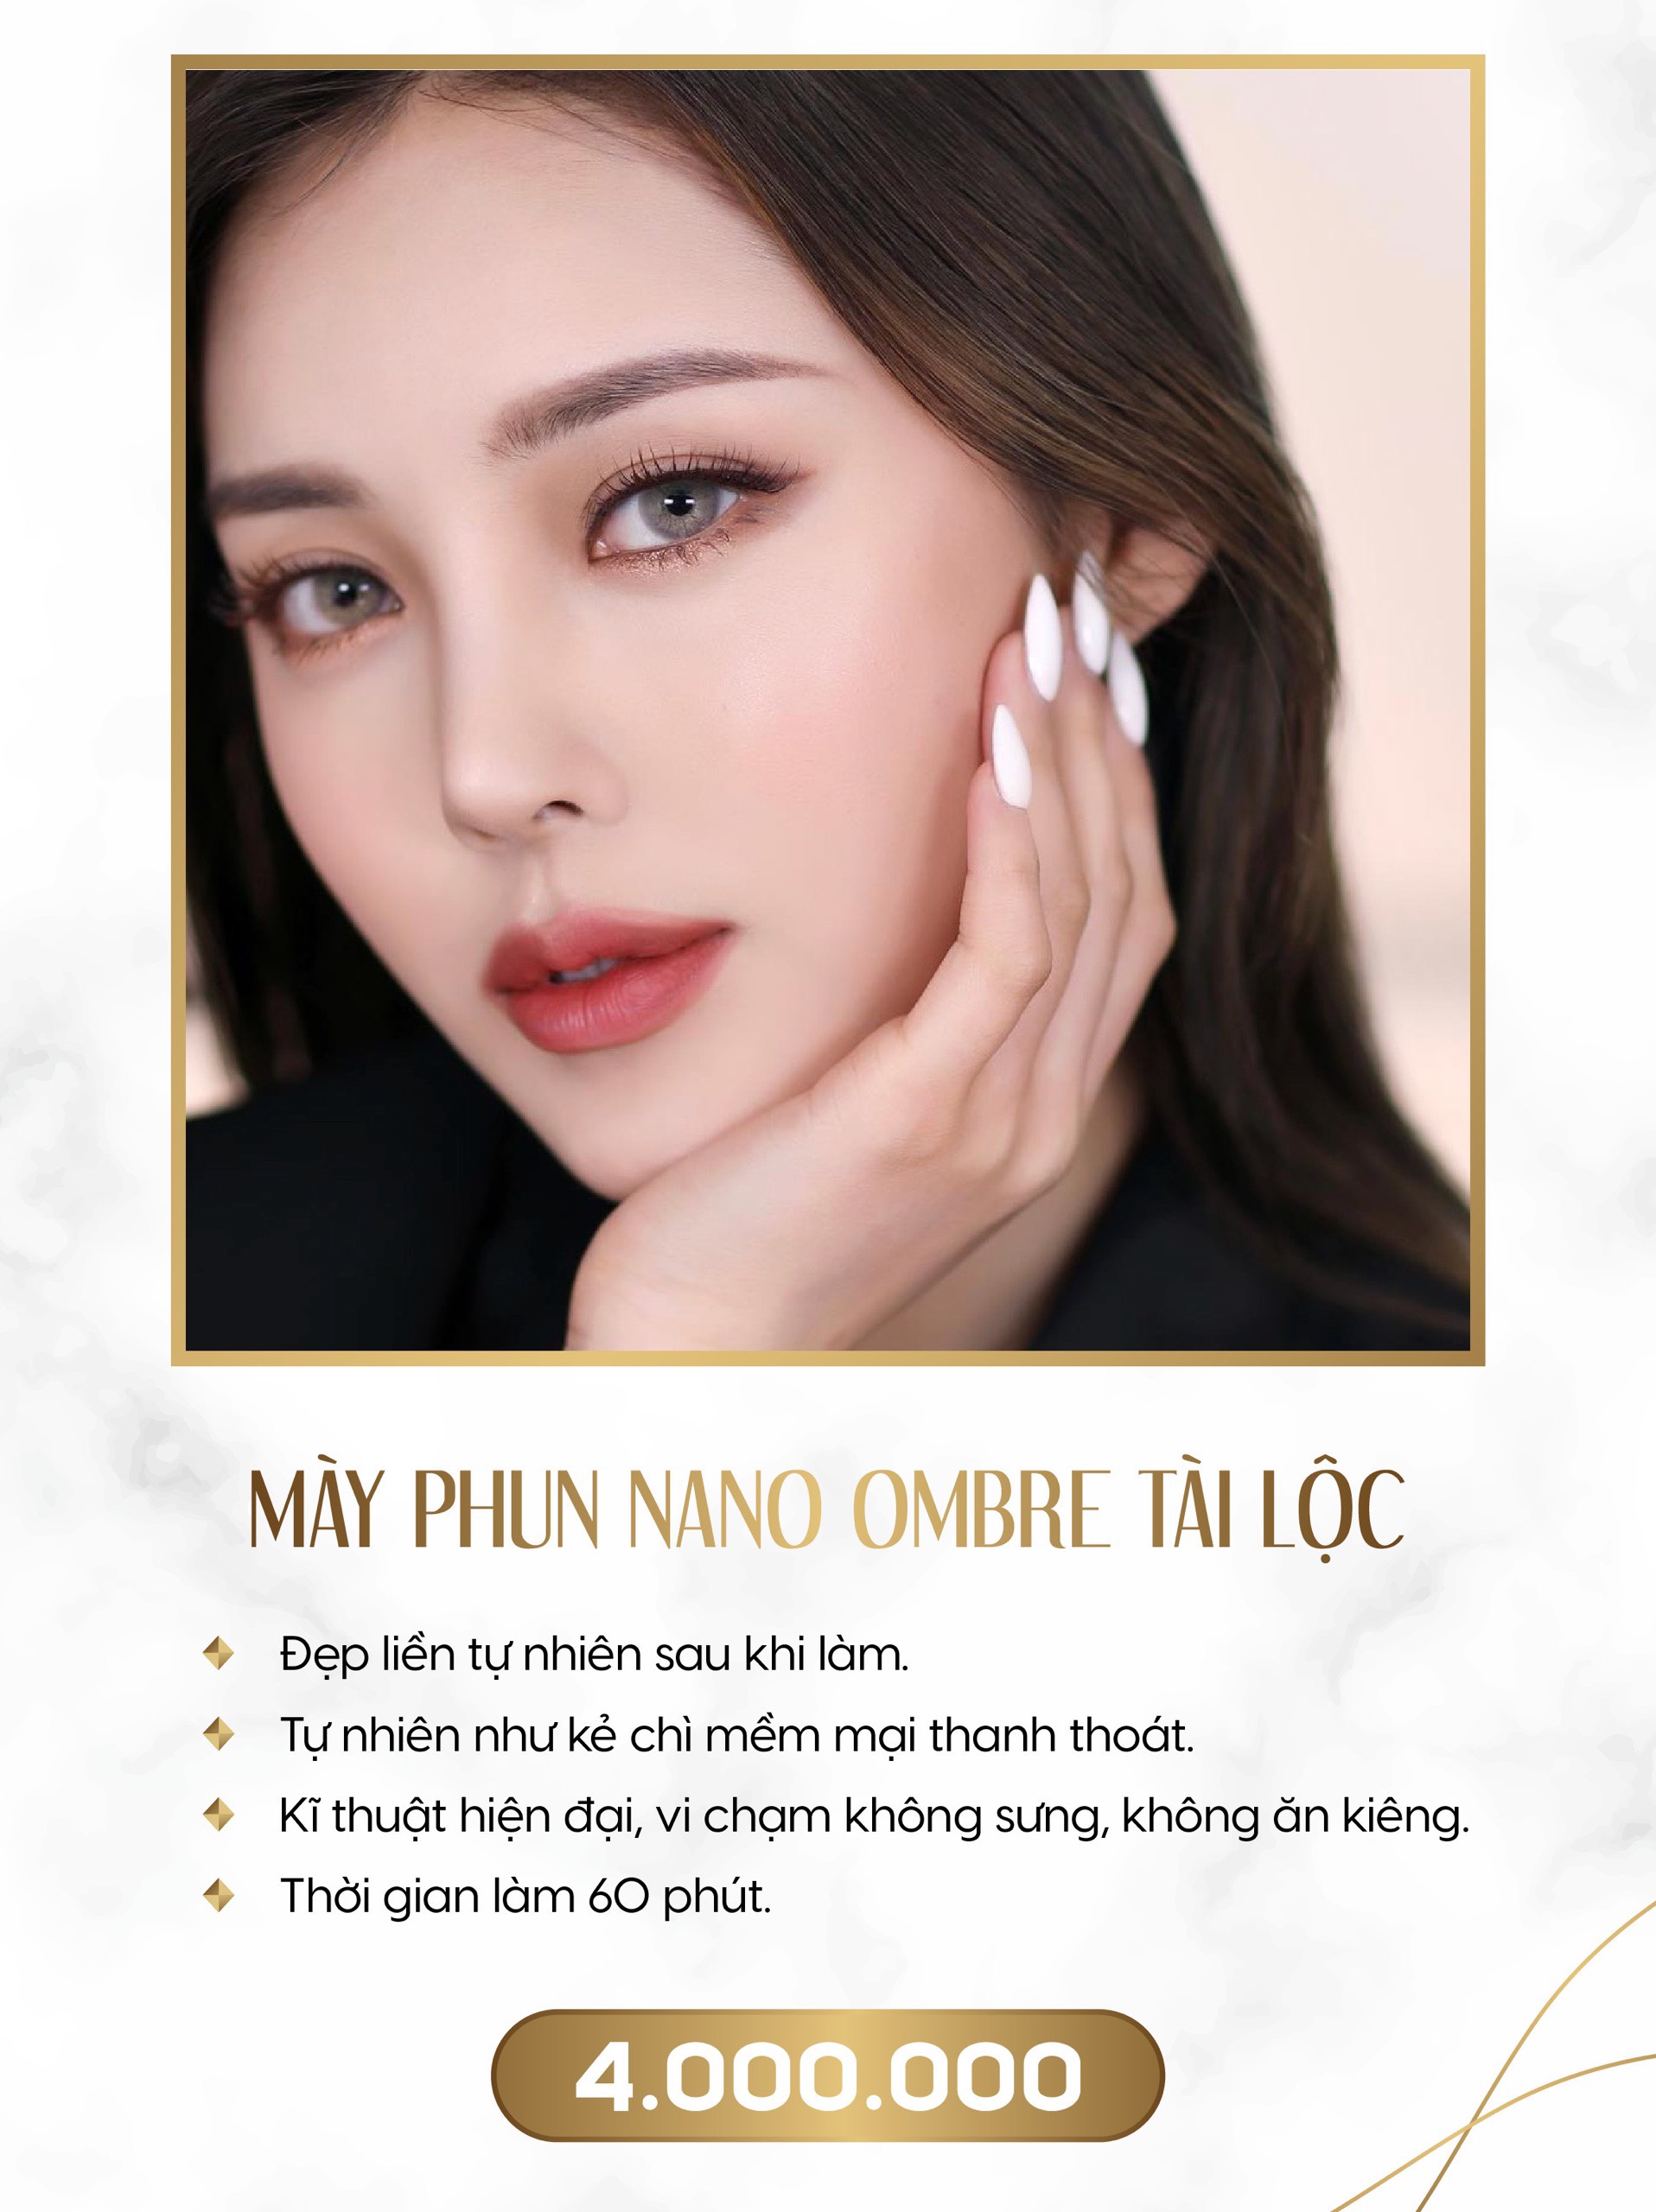 MÀY PHUN NANO OMBRE TÀI LỘC
Đẹp liền tự nhiên sau khi làm.
Tự nhiên như kẻ chì mềm mại thanh thoát.
Kĩ thuật hiện đại, vi chạm không sưng, không ăn kiêng.
Thời gian làm 60 phút.
4.000.000